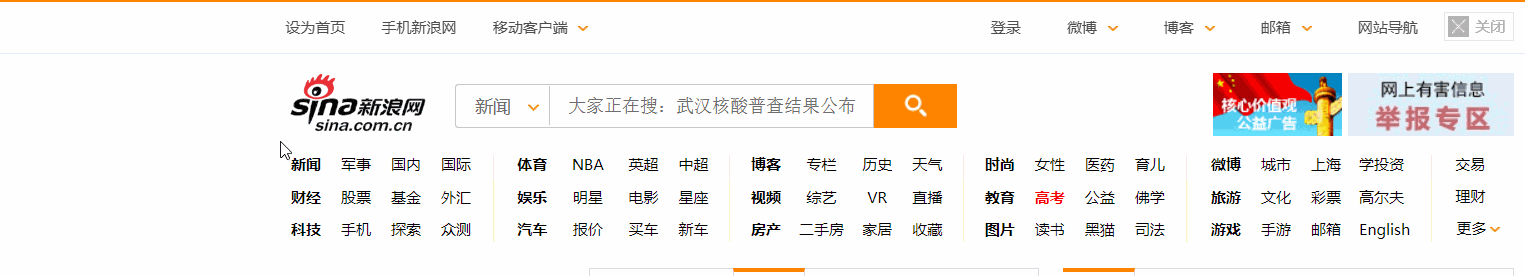 设为首页 手机新浪网 移动客户端 登录 微博 博客 邮箱 网站导航 关闭
sina新浪网
sina.com.cn
新闻 大家正在搜：武汉核酸普查结果公布
核心价值观
公益广告
网上有害信息
举报专区
新闻 军事 国内 国际 体育 NBA 英超 中超 博客 专栏 历史 天气 时尚 女性 医药 育儿 微博 城市 上海 学投资 交易
财经 股票 基金 外汇 娱乐 明星 电影 星座 视频 综艺 VR 直播 教育 高考 公益 佛学 旅游 文化 彩票 高尔夫 理财
科技 手机 探索 众测 汽车 报价 买车 新车 房产 二手房 家居 收藏 图片 读书 黑猫 司法 游戏 手游 邮箱 English 更多